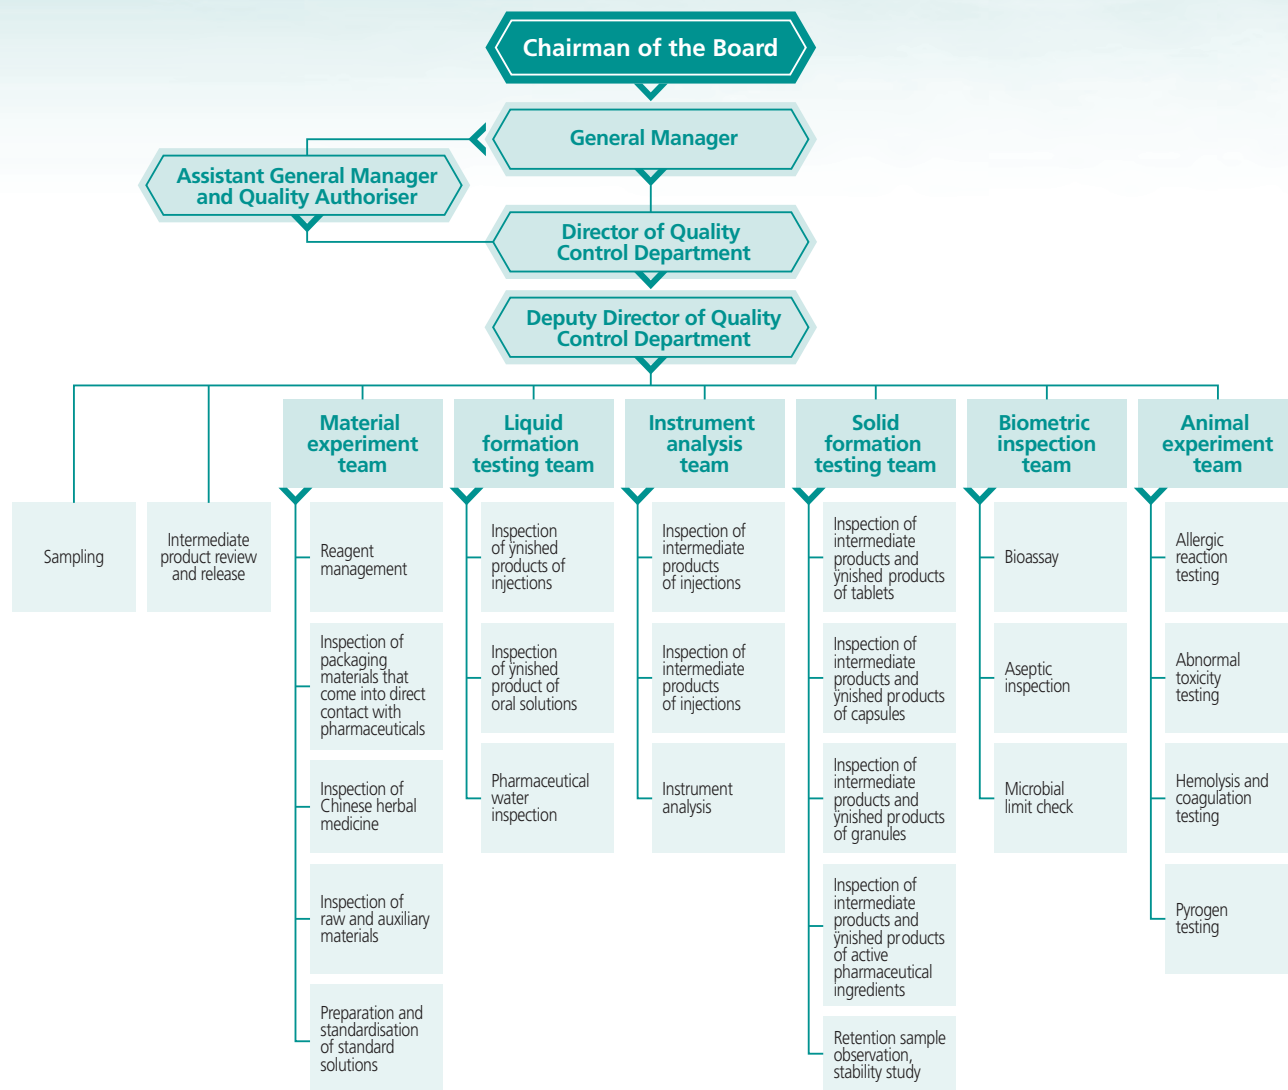 Chairman of the Board
General Manager
Assistant General Manager
and Quality Authoriser
Director of Quality
Control Department
Deputy Director of Quality
Control Department
Sampling
Intermediate
product review
and release
Material
experiment
team
Reagent
management
Inspection of
packaging
materials that
come into direct
contact with
pharmaceuticals
Inspection of
Chinese herbal
medicine
Inspection of
raw and auxiliary
materials
Preparation and
standardisation
of standard
solutions
Liquid
formation
testing team
Inspection
of ÿnished
products of
injections
Inspection
of ÿnished
product of
oral solutions
Pharmaceutical
water
inspection
Instrument
analysis
team
Inspection of
intermediate
products
of injections
Inspection of
intermediate
products
of injections
Instrument
analysis
Solid
formation
testing team
Inspection of
intermediate
products and
ÿnished products
of tablets
Inspection of
intermediate
products and
ÿnished products
of capsules
Inspection of
intermediate
products and
ÿnished products
of granules
Inspection of
intermediate
products and
ÿnished products
of active
pharmaceutical
ingredients
Retention sample
observation,
stability study
Biometric
inspection
team
Bioassay
Aseptic
inspection
Microbial
limit check
Animal
experiment
team
Allergic
reaction
testing
Abnormal
toxicity
testing
Hemolysis and
coagulation
testing
Pyrogen
testing